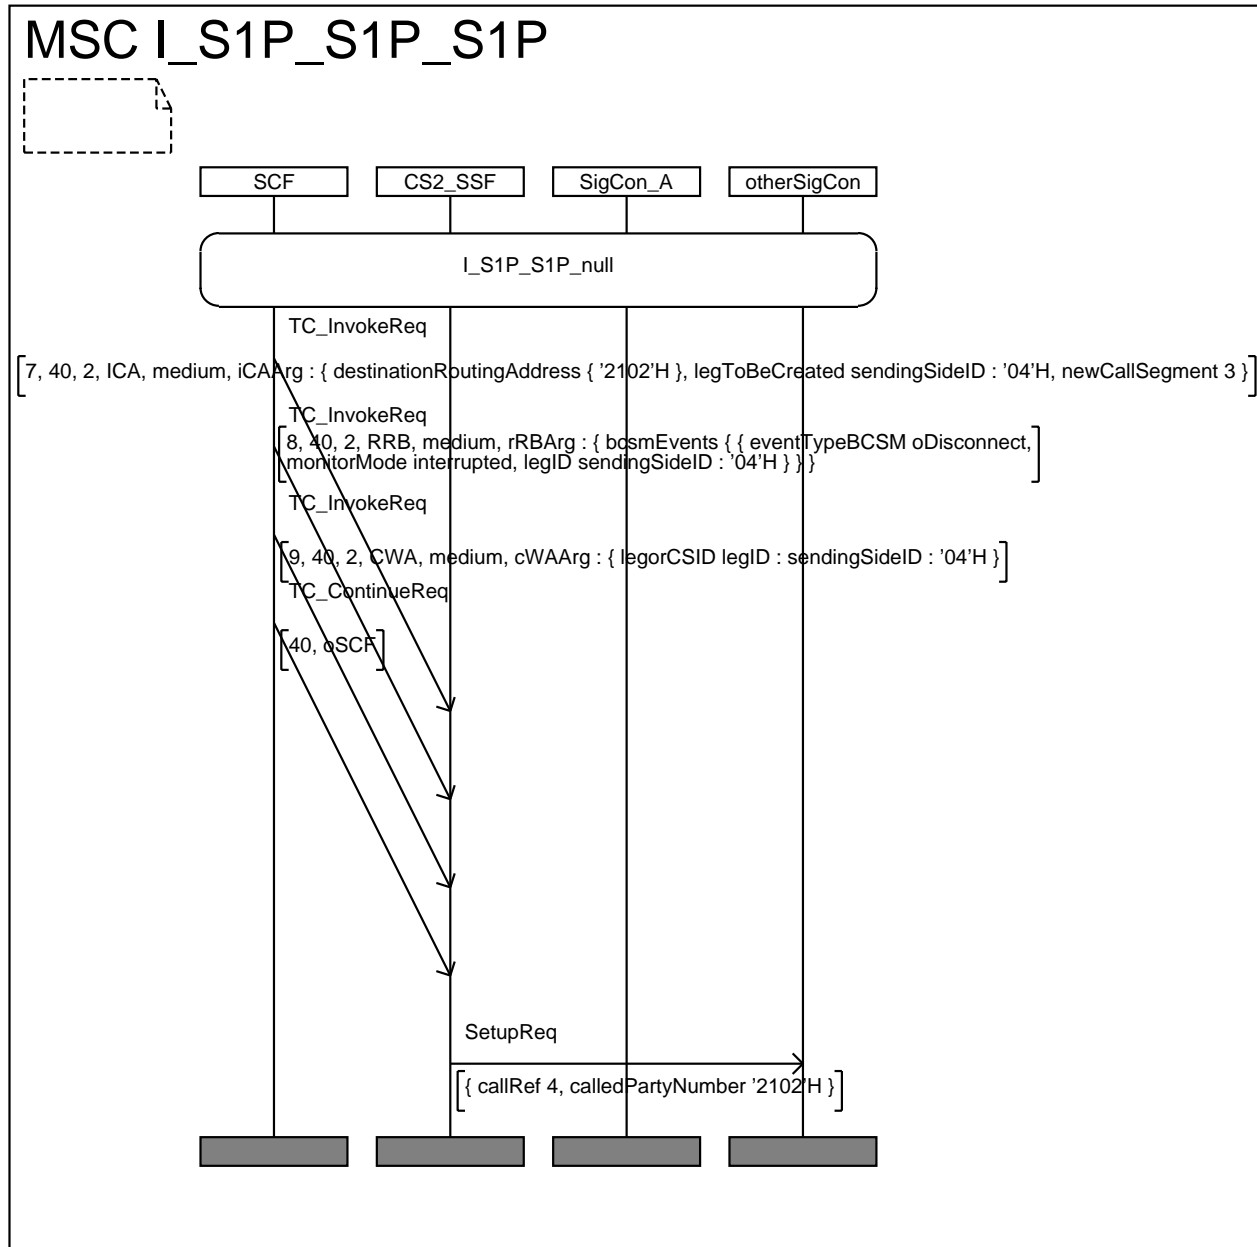 MSC I_S1P_S1P_S1P
SCF
CS2_SSF
SigCon_A
otherSigCon
I_S1P_S1P_null
TC_InvokeReq
7, 40, 2, ICA, medium, iCAArg : { destinationRoutingAddress { '2102'H }, legToBeCreated sendingSideID : '04'H, newCallSegment 3 }
TC_InvokeReq
8, 40, 2, RRB, medium, rRBArg : { bcsmEvents { { eventTypeBCSM oDisconnect,
monitorMode interrupted, legID sendingSideID : '04'H } } }
TC_InvokeReq
9, 40, 2, CWA, medium, cWAArg : { legorCSID legID : sendingSideID : '04'H }
TC_ContinueReq
40, oSCF
SetupReq
{ callRef 4, calledPartyNumber '2102'H }